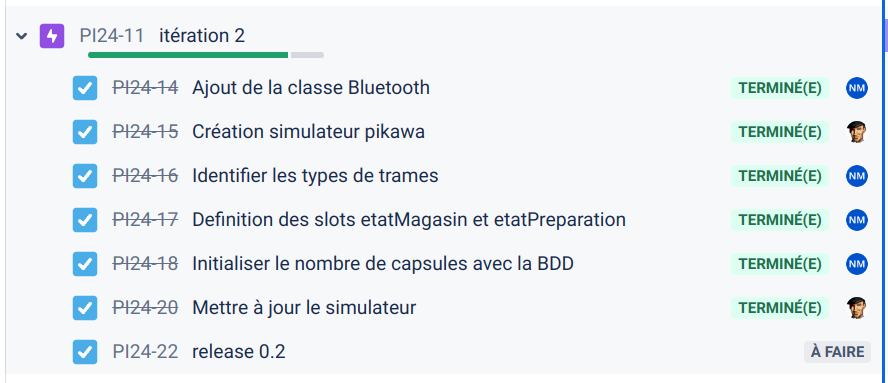 PI24-11 itération 2
PI24-14 Ajout de la classe Bluetooth TERMINÉ(E) NM
PI24-15 Création simulateur pikawa TERMINÉ(E)
PI24-16 Identifier les types de trames TERMINÉ(E) NM
PI24-17 Definition des slots etatMagasin et etatPreparation TERMINÉ(E) NM
PI24-18 Initialiser le nombre de capsules avec la BDD TERMINÉ(E) NM
PI24-20 Mettre à jour le simulateur TERMINÉ(E)
PI24-22 release 0.2 À FAIRE